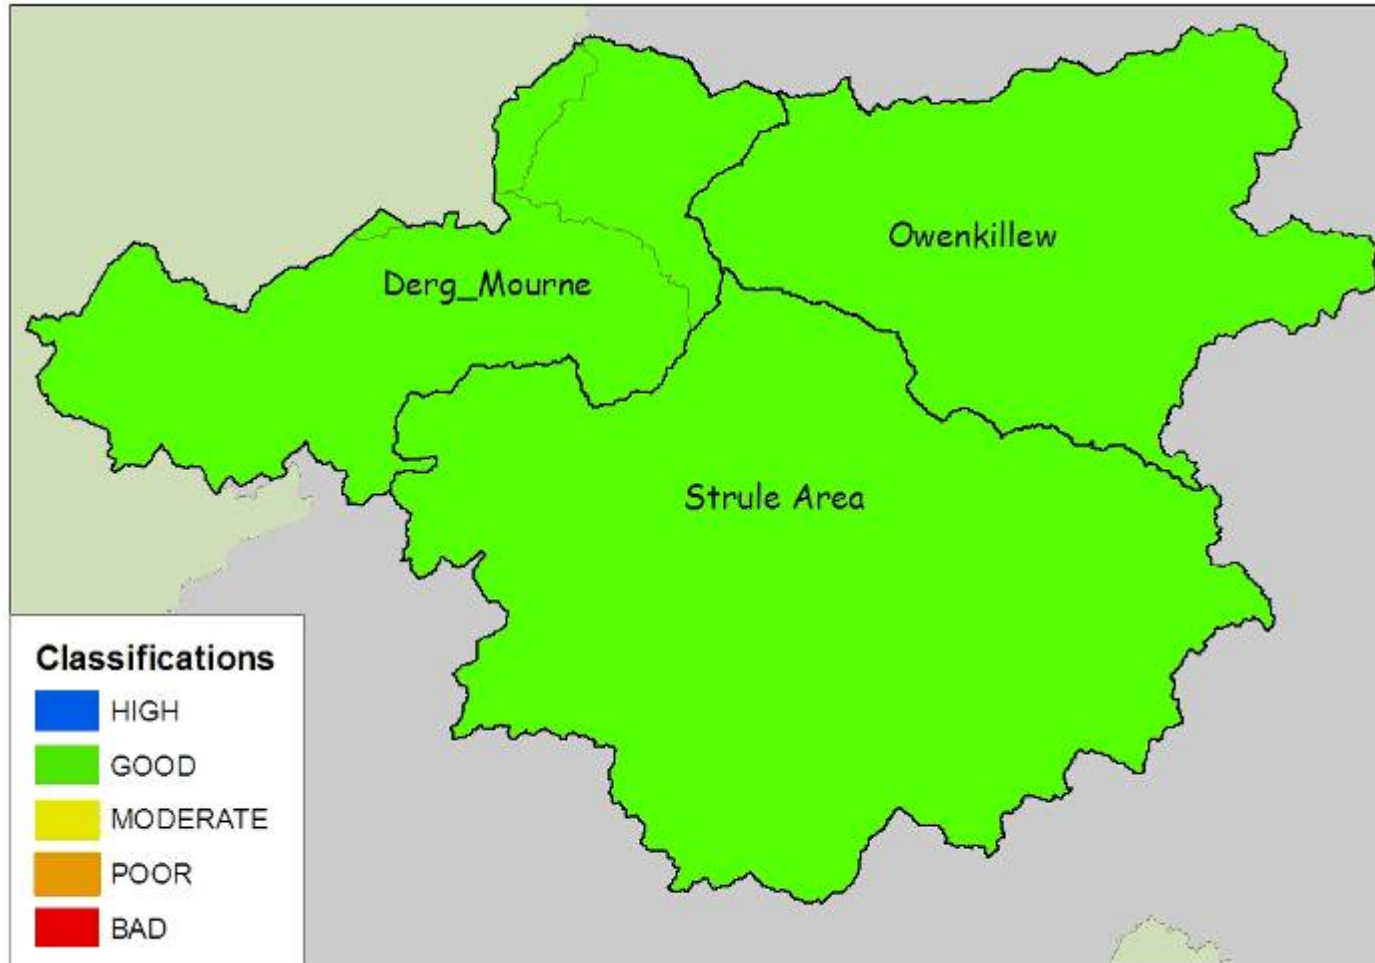 Owenkillew
Derg_Mourne
Strule Area
Classifications
HIGH
GOOD
MODERATE
POOR
BAD